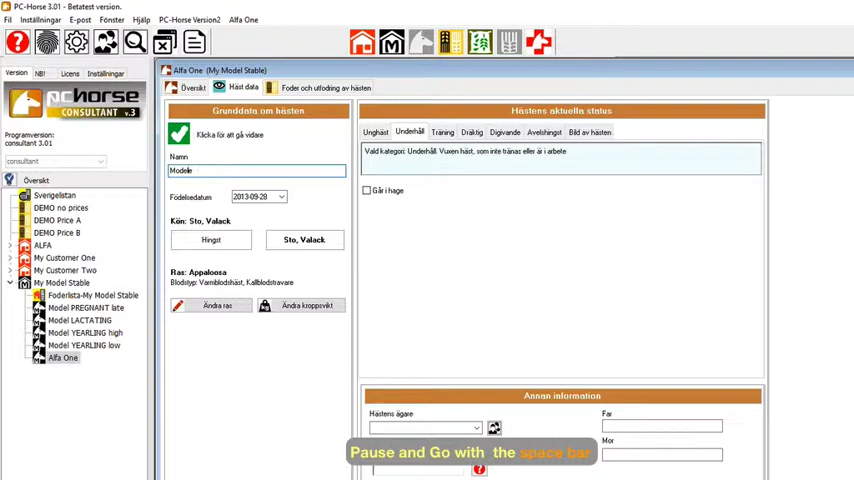 PC-Horse 3.01 - Betatest version.
Fil Inställningar E-post Fönster Hjälp PC-Horse Version2 Alfa One
Version NB! Licens Inställningar
pchorse
CONSULTANT v.3
Programversion:
consultant 3.01
consultant
Översikt
Sverigelistan
DEMO no prices
DEMO Price A
DEMO Price B
ALFA
My Customer One
My Customer Two
My Model Stable
Foderlista-My Model Stable
Model PREGNANT late
Model LACTATING
Model YEARLING high
Model YEARLING low
Alfa One
Alfa One (My Model Stable)
Översikt Häst data Foder och utfodring av hästen
Grunddata om hästen
Klicka för att gå vidare
Namn
Modelle
Födelsedatum 2013-09-28
Kön: Sto, Valack
Hingst Sto, Valack
Ras: Appaloosa
Blodstyp: Varmblodshäst, Kallblodstravare
Ändra ras Ändra kroppsvikt
Hästens aktuella status
Unghäst Underhåll Träning Dräktig Digivande Avelshingst Bild av hästen
Vald kategori: Underhåll. Vuxen häst, som inte tränas eller är i arbete
Går i hage
Annan information
Hästens ägare
Far
Mor
Pause and Go with the space bar